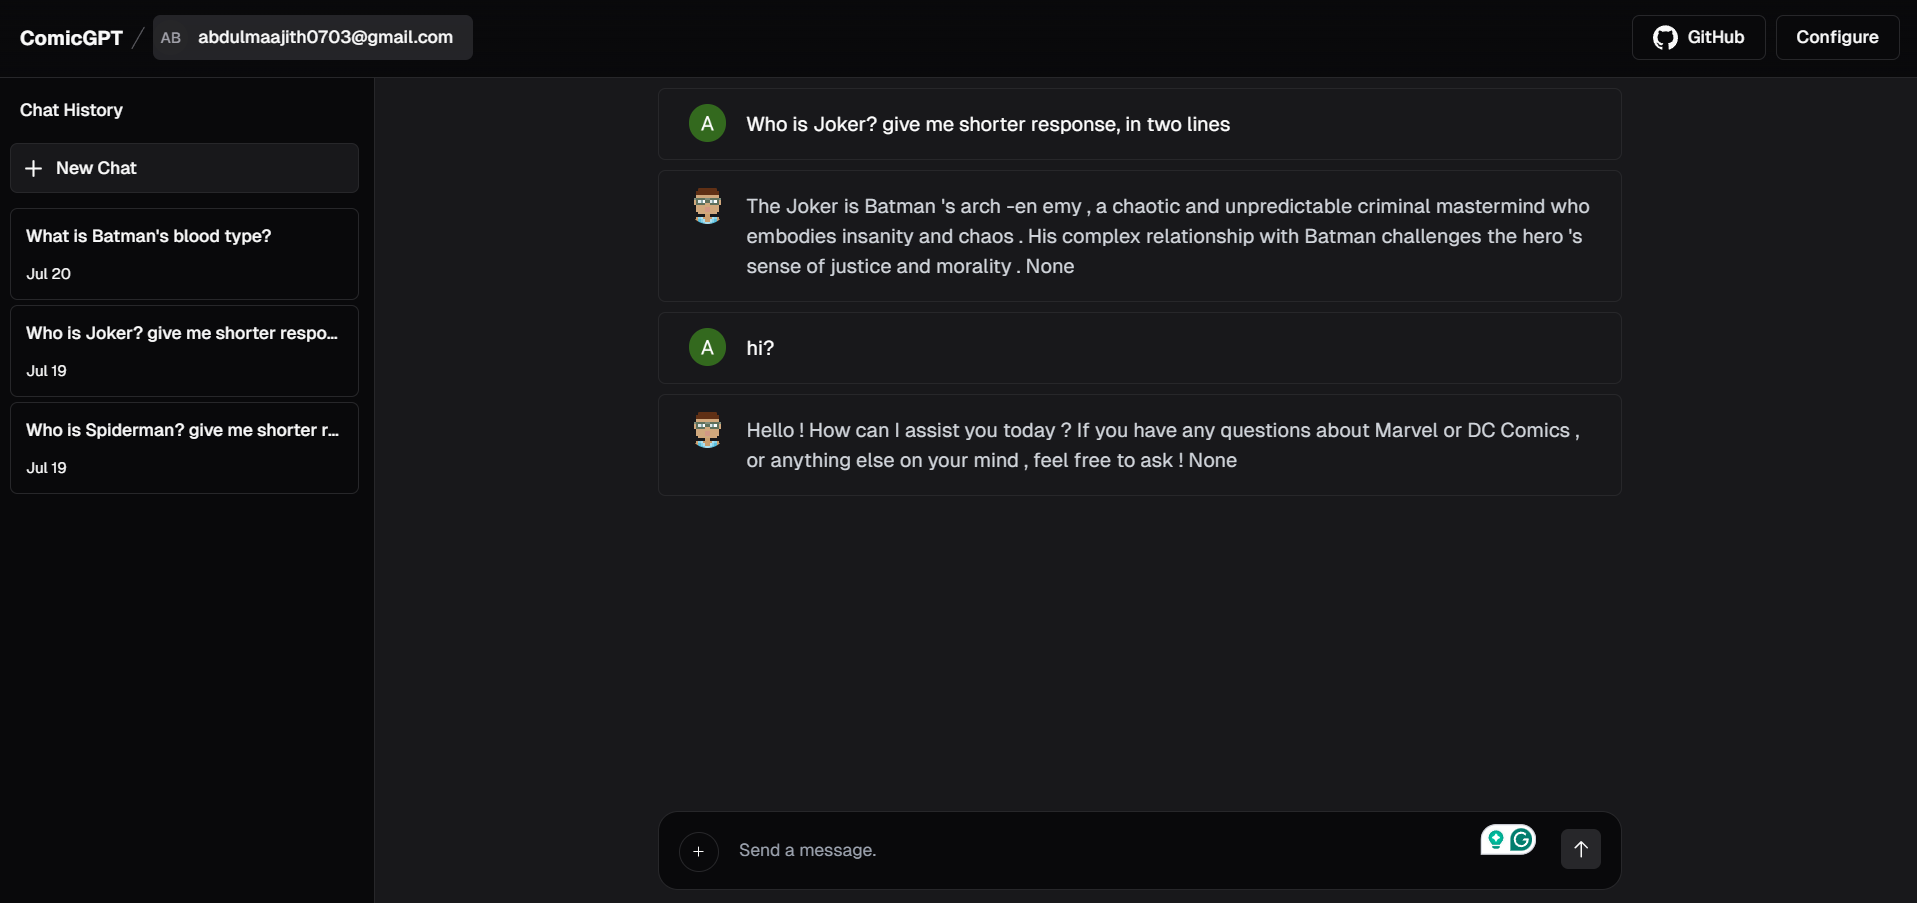 ComicGPT / AB abdulmaajith0703@gmail.com GitHub Configure
Chat History
+ New Chat
What is Batman's blood type?
Jul 20
Who is Joker? give me shorter respo...
Jul 19
Who is Spiderman? give me shorter r...
Jul 19
A Who is Joker? give me shorter response, in two lines
The Joker is Batman 's arch -en emy , a chaotic and unpredictable criminal mastermind who
embodies insanity and chaos . His complex relationship with Batman challenges the hero 's
sense of justice and morality . None
A hi?
Hello ! How can I assist you today ? If you have any questions about Marvel or DC Comics ,
or anything else on your mind , feel free to ask ! None
+ Send a message. G